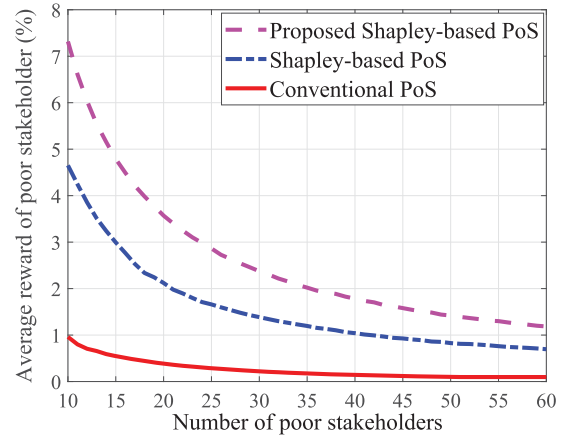 Average reward of poor stakeholder (%)
8
7
6
5
4
3
2
1
0
Proposed Shapley-based PoS
Shapley-based PoS
Conventional PoS
10 15 20 25 30 35 40 45 50 55 60
Number of poor stakeholders